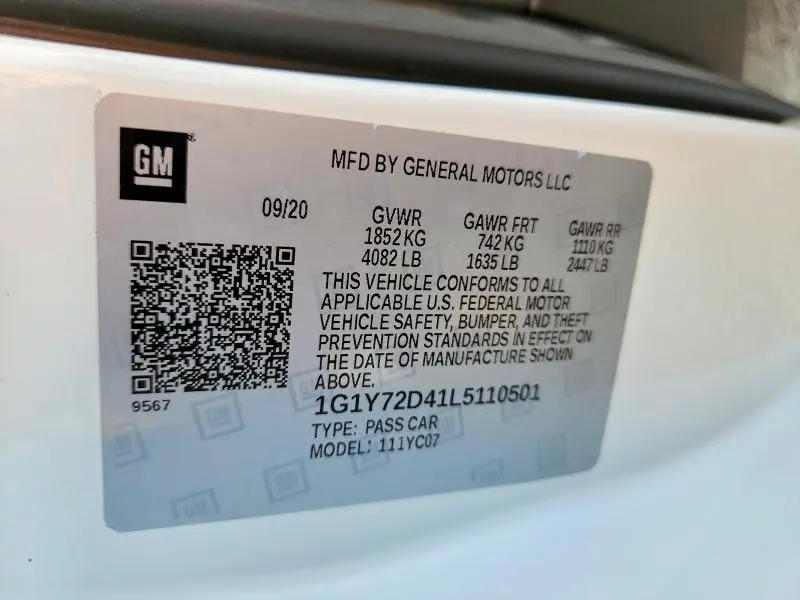 GM
MFD BY GENERAL MOTORS LLC
09/20
GVWR GAWR FRT GAWR RR
1852 KG 742 KG 1110 KG
4082 LB 1635 LB 2447 LB
THIS VEHICLE CONFORMS TO ALL
APPLICABLE U.S. FEDERAL MOTOR
VEHICLE SAFETY, BUMPER, AND THEFT
PREVENTION STANDARDS IN EFFECT ON
THE DATE OF MANUFACTURE SHOWN
ABOVE.
9567
1G1Y72D41L5110501
TYPE: PASS CAR
MODEL: 111YC07